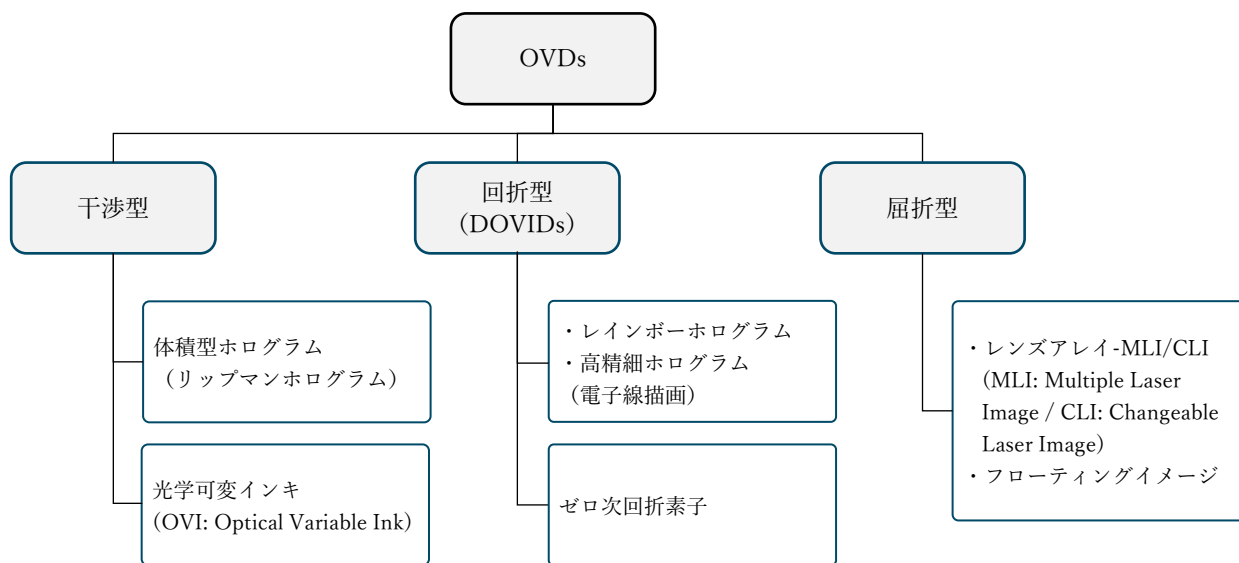 OVDs
干渉型
回折型
(DOVIDs)
屈折型
体積型ホログラム
（リップマンホログラム）
光学可変インキ
(OVI: Optical Variable Ink)
・レインボーホログラム
・高精細ホログラム
（電子線描画）
ゼロ次回折素子
・レンズアレイ-MLI/CLI
(MLI: Multiple Laser
Image / CLI: Changeable
Laser Image)
・フローティングイメージ